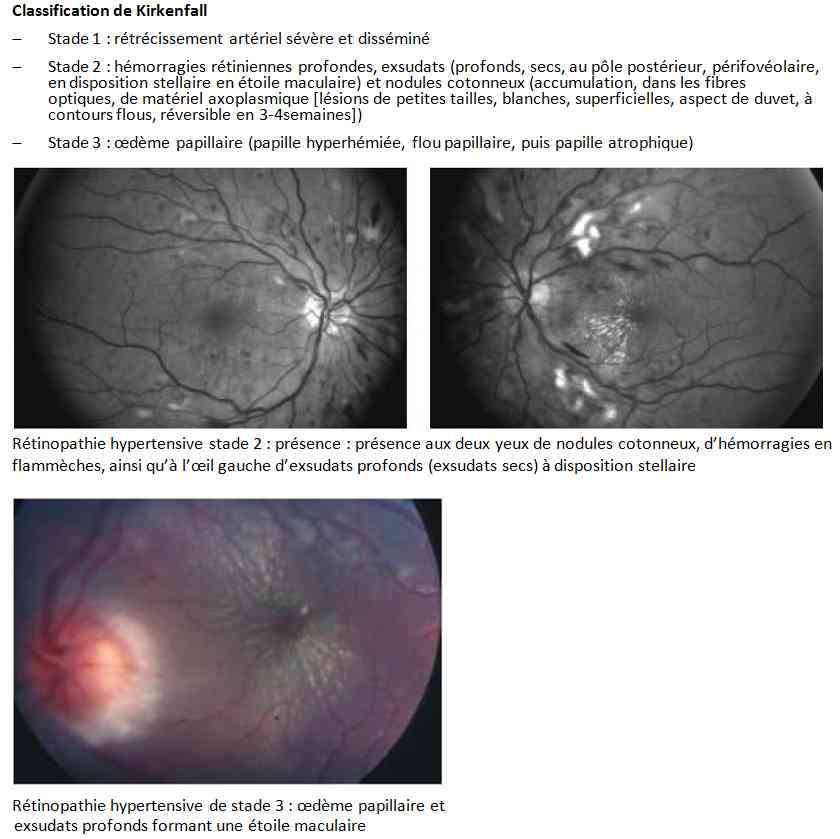 Classification de Kirkenfall
– Stade 1 : rétrécissement artériel sévère et disséminé
– Stade 2 : hémorragies rétiniennes profondes, exsudats (profonds, secs, au pôle postérieur, périfovéolaire,
en disposition stellaire en étoile maculaire) et nodules cotonneux (accumulation, dans les fibres
optiques, de matériel axoplasmique [lésions de petites tailles, blanches, superficielles, aspect de duvet, à
contours flous, réversible en 3-4semaines])
– Stade 3 : œdème papillaire (papille hyperhémiée, flou papillaire, puis papille atrophique)
Rétinopathie hypertensive stade 2 : présence : présence aux deux yeux de nodules cotonneux, d’hémorragies en
flammèches, ainsi qu’à l’œil gauche d’exsudats profonds (exsudats secs) à disposition stellaire
Rétinopathie hypertensive de stade 3 : œdème papillaire et
exsudats profonds formant une étoile maculaire